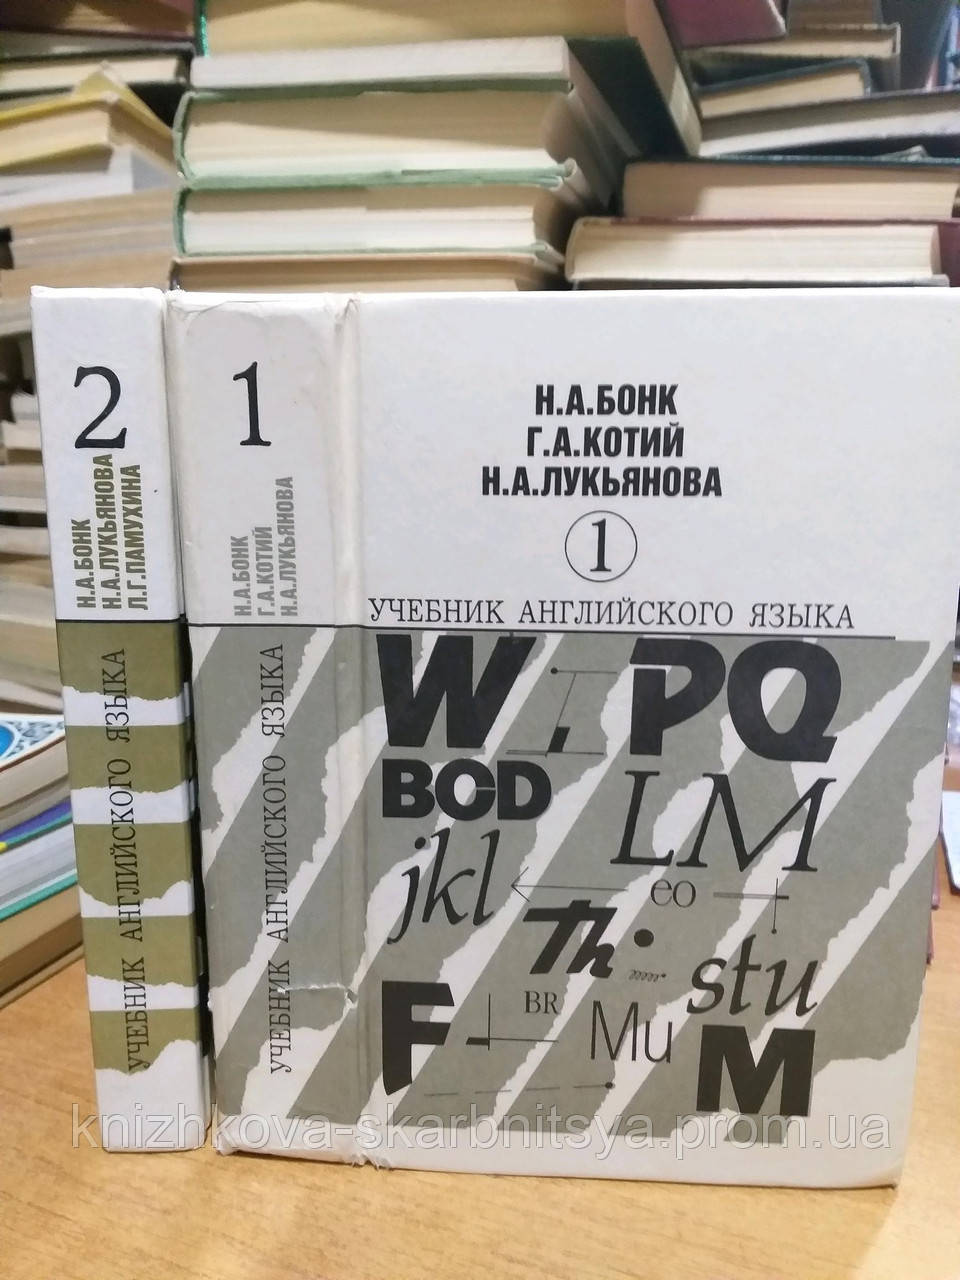 2
Н.А.БОНК
Н.А.ЛУКЬЯНОВА
Л.Г.ПАМУХИНА
УЧЕБНИК АНГЛИЙСКОГО ЯЗЫКА
1
Н.А.БОНК
Г.А.КОТИЙ
Н.А.ЛУКЬЯНОВА
УЧЕБНИК АНГЛИЙСКОГО ЯЗЫКА
Н.А.БОНК
Г.А.КОТИЙ
Н.А.ЛУКЬЯНОВА
1
УЧЕБНИК АНГЛИЙСКОГО ЯЗЫКА
W I PQ
BOD
LM
jkl
eo
Th
stu
BR
Mu
F
M
knizhkova-skarbnitsya.prom.ua